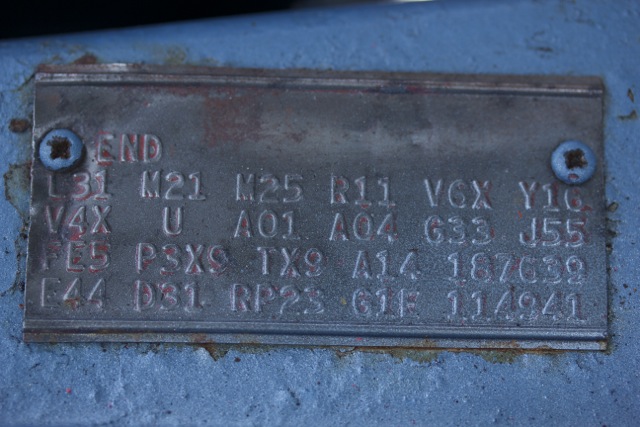 END
L31 M21 M25 R11 V6X Y16
V4X U A01 A04 G33 J55
FE5 P3X9 TX9 A14 187639
E44 D31 RP23 G1E 114941